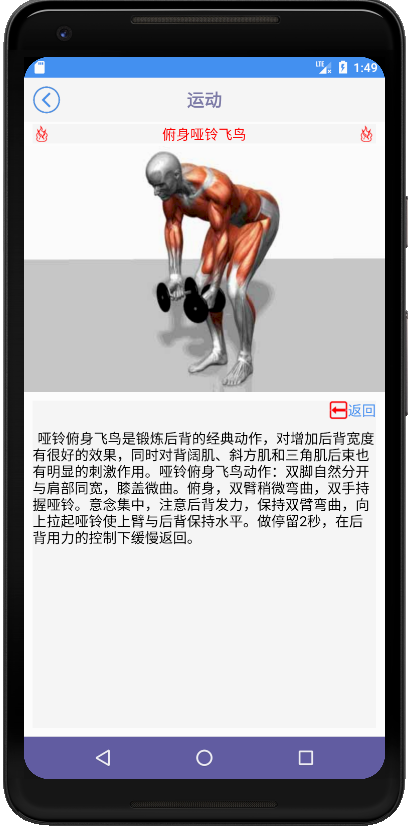 LTE 1:49
运动
俯身哑铃飞鸟
返回
哑铃俯身飞鸟是锻炼后背的经典动作，对增加后背宽度
有很好的效果，同时对背阔肌、斜方肌和三角肌后束也
有明显的刺激作用。哑铃俯身飞鸟动作：双脚自然分开
与肩部同宽，膝盖微曲。俯身，双臂稍微弯曲，双手持
握哑铃。意念集中，注意后背发力，保持双臂弯曲，向
上拉起哑铃使上臂与后背保持水平。做停留2秒，在后
背用力的控制下缓慢返回。